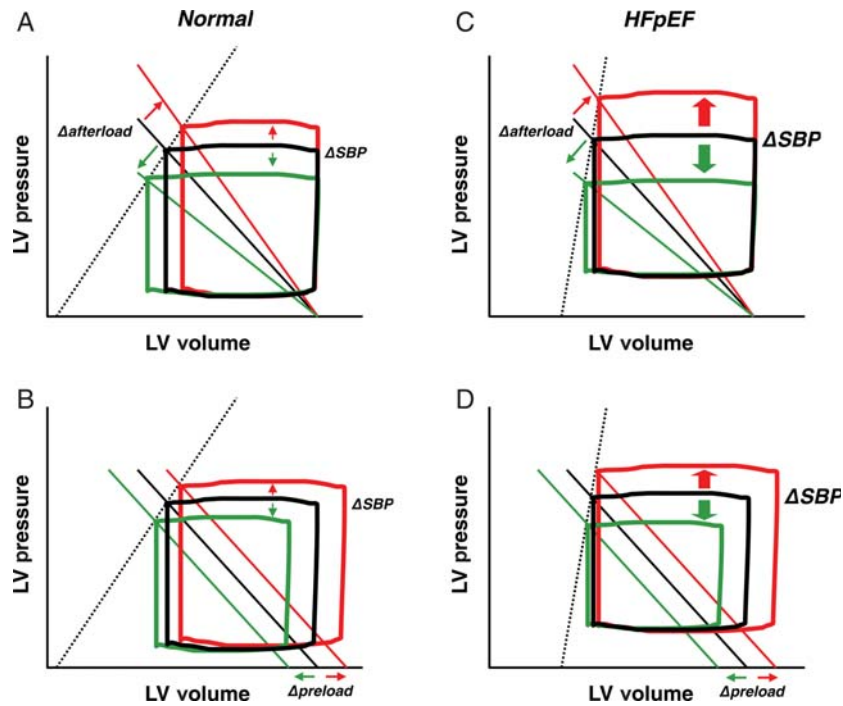 A
Normal
Δafterload
ΔSBP
LV pressure
LV volume
C
HFpEF
Δafterload
ΔSBP
LV pressure
LV volume
B
ΔSBP
LV pressure
Δpreload
LV volume
D
ΔSBP
LV pressure
Δpreload
LV volume